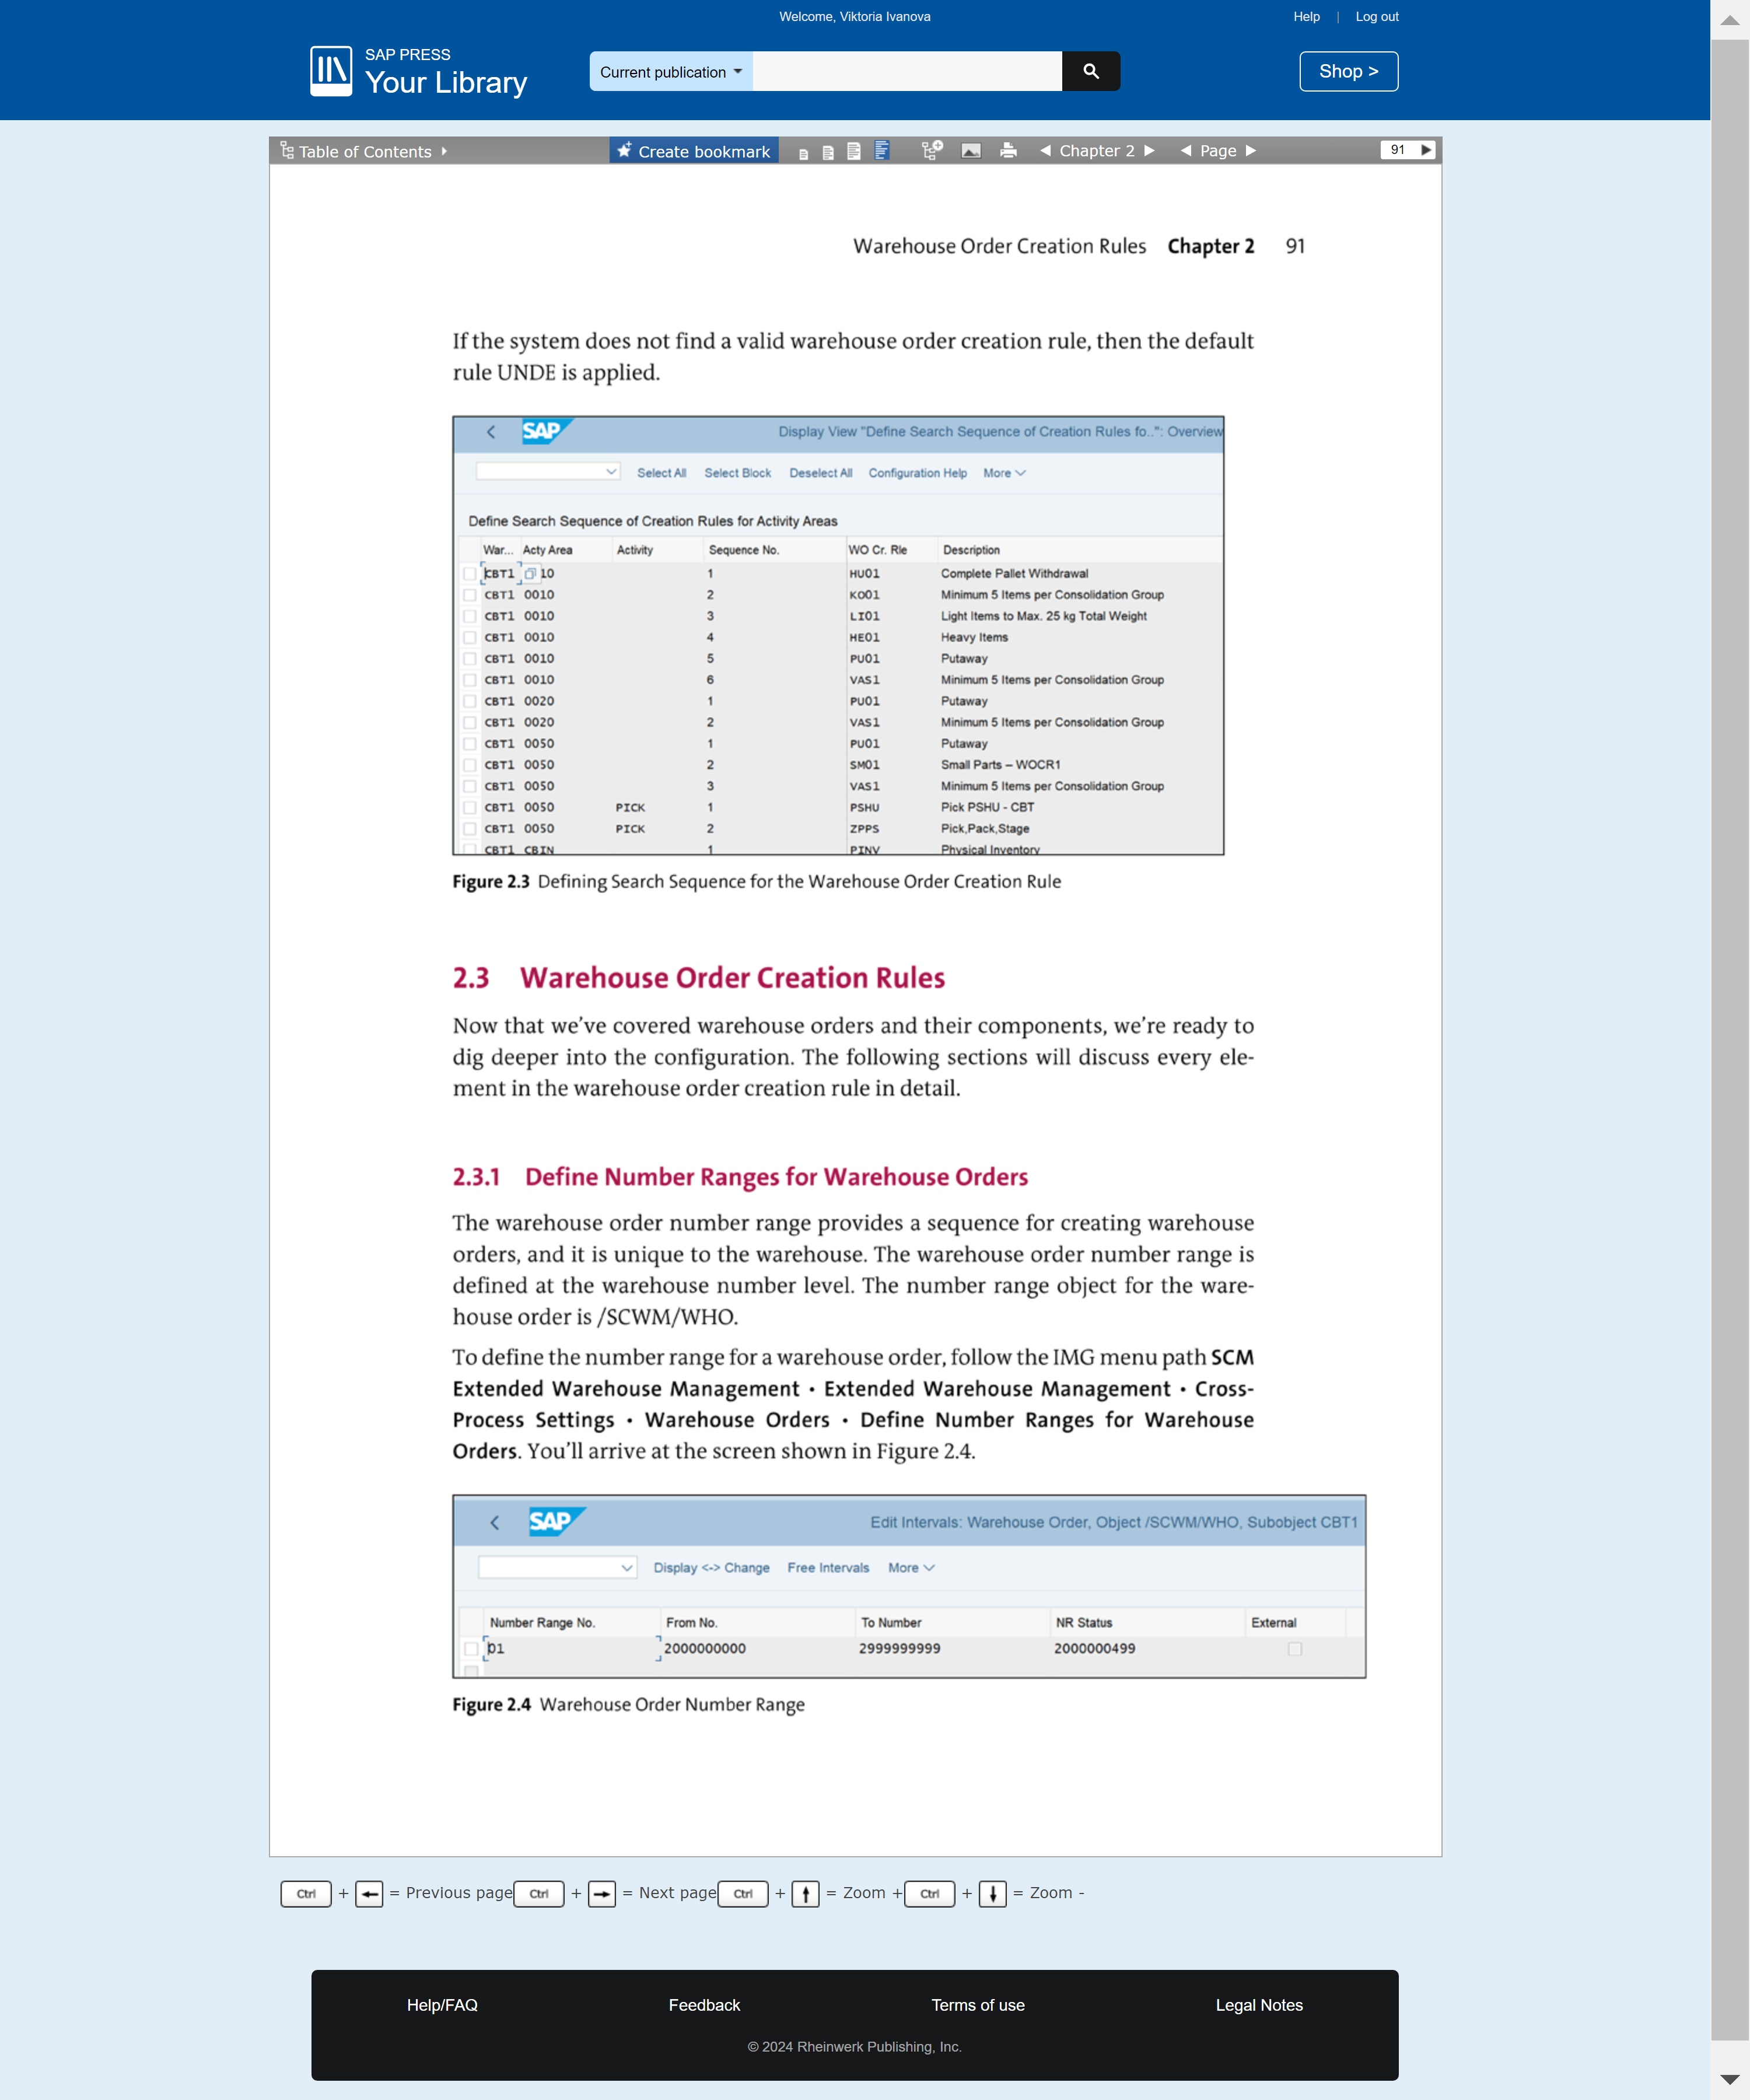 Welcome, Viktoria Ivanova
Help | Log out
SAP PRESS
Your Library
Current publication
Shop >
Table of Contents
Create bookmark
Chapter 2
Page
91
Warehouse Order Creation Rules Chapter 2 91
If the system does not find a valid warehouse order creation rule, then the default
rule UNDE is applied.
SAP
Display View "Define Search Sequence of Creation Rules fo..": Overview
Select All Select Block Deselect All Configuration Help More
Define Search Sequence of Creation Rules for Activity Areas
War... Acty Area Activity Sequence No. WO Cr. Rle Description
CBT1 10 1 HU01 Complete Pallet Withdrawal
CBT1 0010 2 KO01 Minimum 5 Items per Consolidation Group
CBT1 0010 3 LI01 Light Items to Max. 25 kg Total Weight
CBT1 0010 4 HE01 Heavy Items
CBT1 0010 5 PU01 Putaway
CBT1 0010 6 VAS1 Minimum 5 Items per Consolidation Group
CBT1 0020 1 PU01 Putaway
CBT1 0020 2 VAS1 Minimum 5 Items per Consolidation Group
CBT1 0050 1 PU01 Putaway
CBT1 0050 2 SM01 Small Parts – WOCR1
CBT1 0050 3 VAS1 Minimum 5 Items per Consolidation Group
CBT1 0050 PICK 1 PSHU Pick PSHU - CBT
CBT1 0050 PICK 2 ZPPS Pick,Pack,Stage
CBT1 CBIN 1 PINV Physical Inventory
Figure 2.3 Defining Search Sequence for the Warehouse Order Creation Rule
2.3 Warehouse Order Creation Rules
Now that we've covered warehouse orders and their components, we're ready to
dig deeper into the configuration. The following sections will discuss every ele-
ment in the warehouse order creation rule in detail.
2.3.1 Define Number Ranges for Warehouse Orders
The warehouse order number range provides a sequence for creating warehouse
orders, and it is unique to the warehouse. The warehouse order number range is
defined at the warehouse number level. The number range object for the ware-
house order is /SCWM/WHO.
To define the number range for a warehouse order, follow the IMG menu path SCM
Extended Warehouse Management • Extended Warehouse Management • Cross-
Process Settings • Warehouse Orders • Define Number Ranges for Warehouse
Orders. You'll arrive at the screen shown in Figure 2.4.
SAP
Edit Intervals: Warehouse Order, Object /SCWM/WHO, Subobject CBT1
Display <-> Change Free Intervals More
Number Range No. From No. To Number NR Status External
01 2000000000 2999999999 2000000499
Figure 2.4 Warehouse Order Number Range
Ctrl + ← = Previous page Ctrl + → = Next page Ctrl + ↑ = Zoom + Ctrl + ↓ = Zoom -
Help/FAQ Feedback Terms of use Legal Notes
© 2024 Rheinwerk Publishing, Inc.